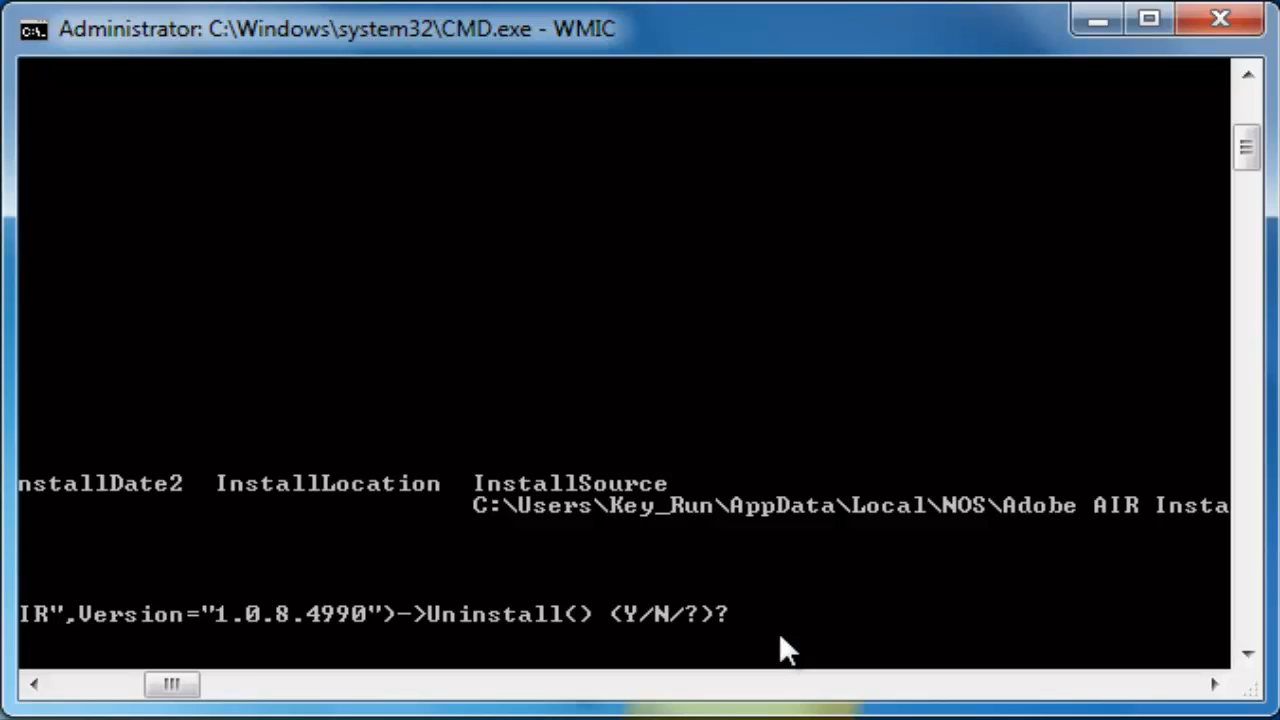 Administrator: C:\Windows\system32\CMD.exe - WMIC
nstallDate2 InstallLocation InstallSource
C:\Users\Key_Run\AppData\Local\NOS\Adobe AIR Insta
IR",Version="1.0.8.4990")->Uninstall() (Y/N/?)?